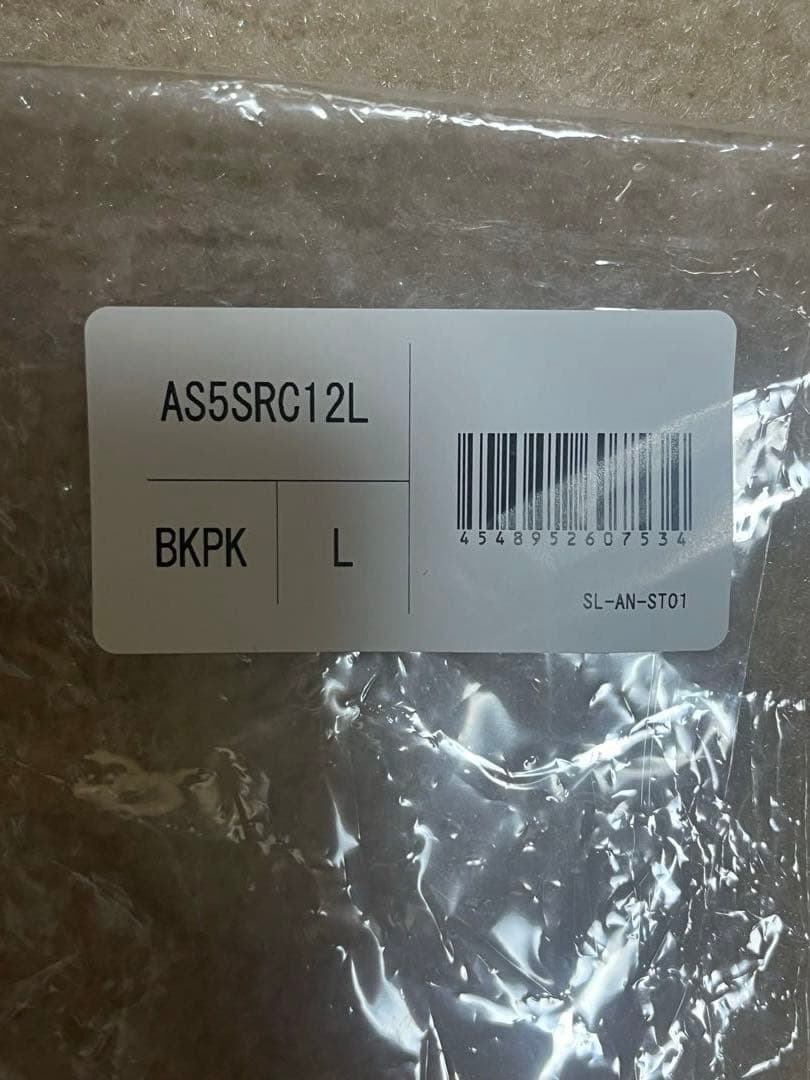 AS5SRC12L
BKPK
L
4548952607534
SL-AN-ST01